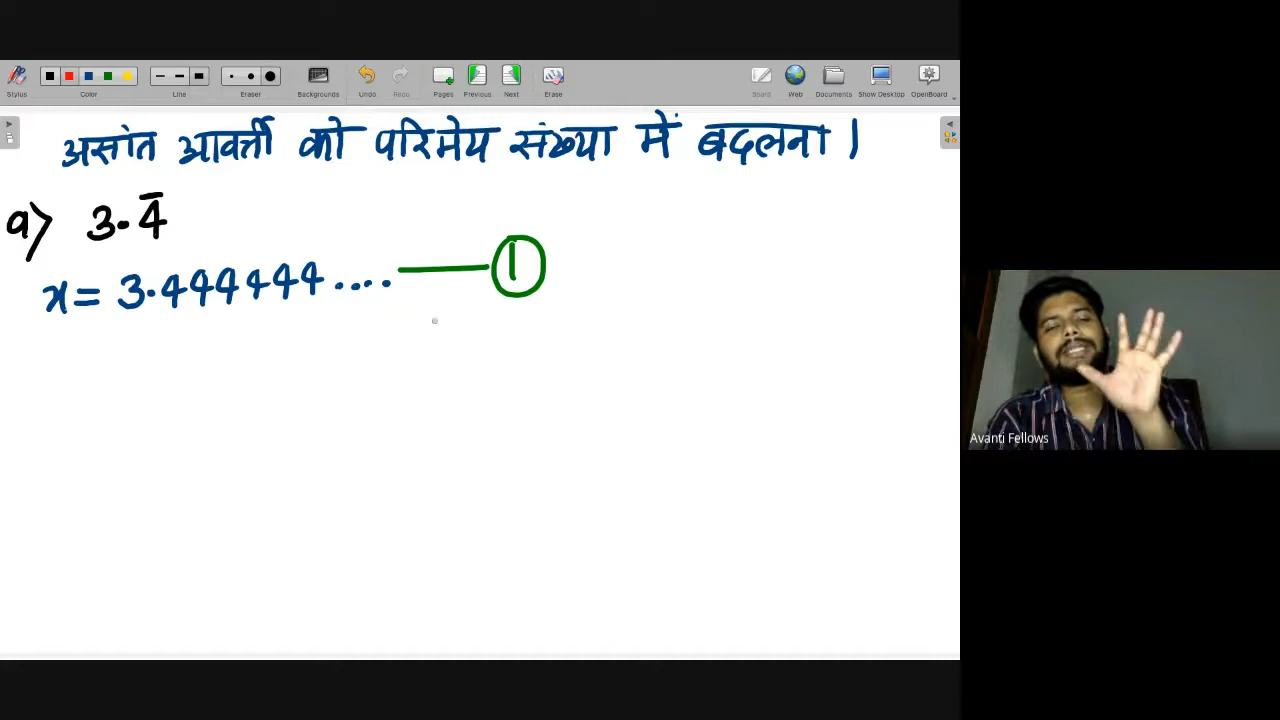 Stylus Color Line Eraser Backgrounds Undo Redo Pages Previous Next Erase Board Web Documents Show Desktop OpenBoard
असांत आवर्ती को परिमेय संख्या में बदलना ।
a) 3.4̅
x = 3.444444.... —— ①
Avanti Fellows